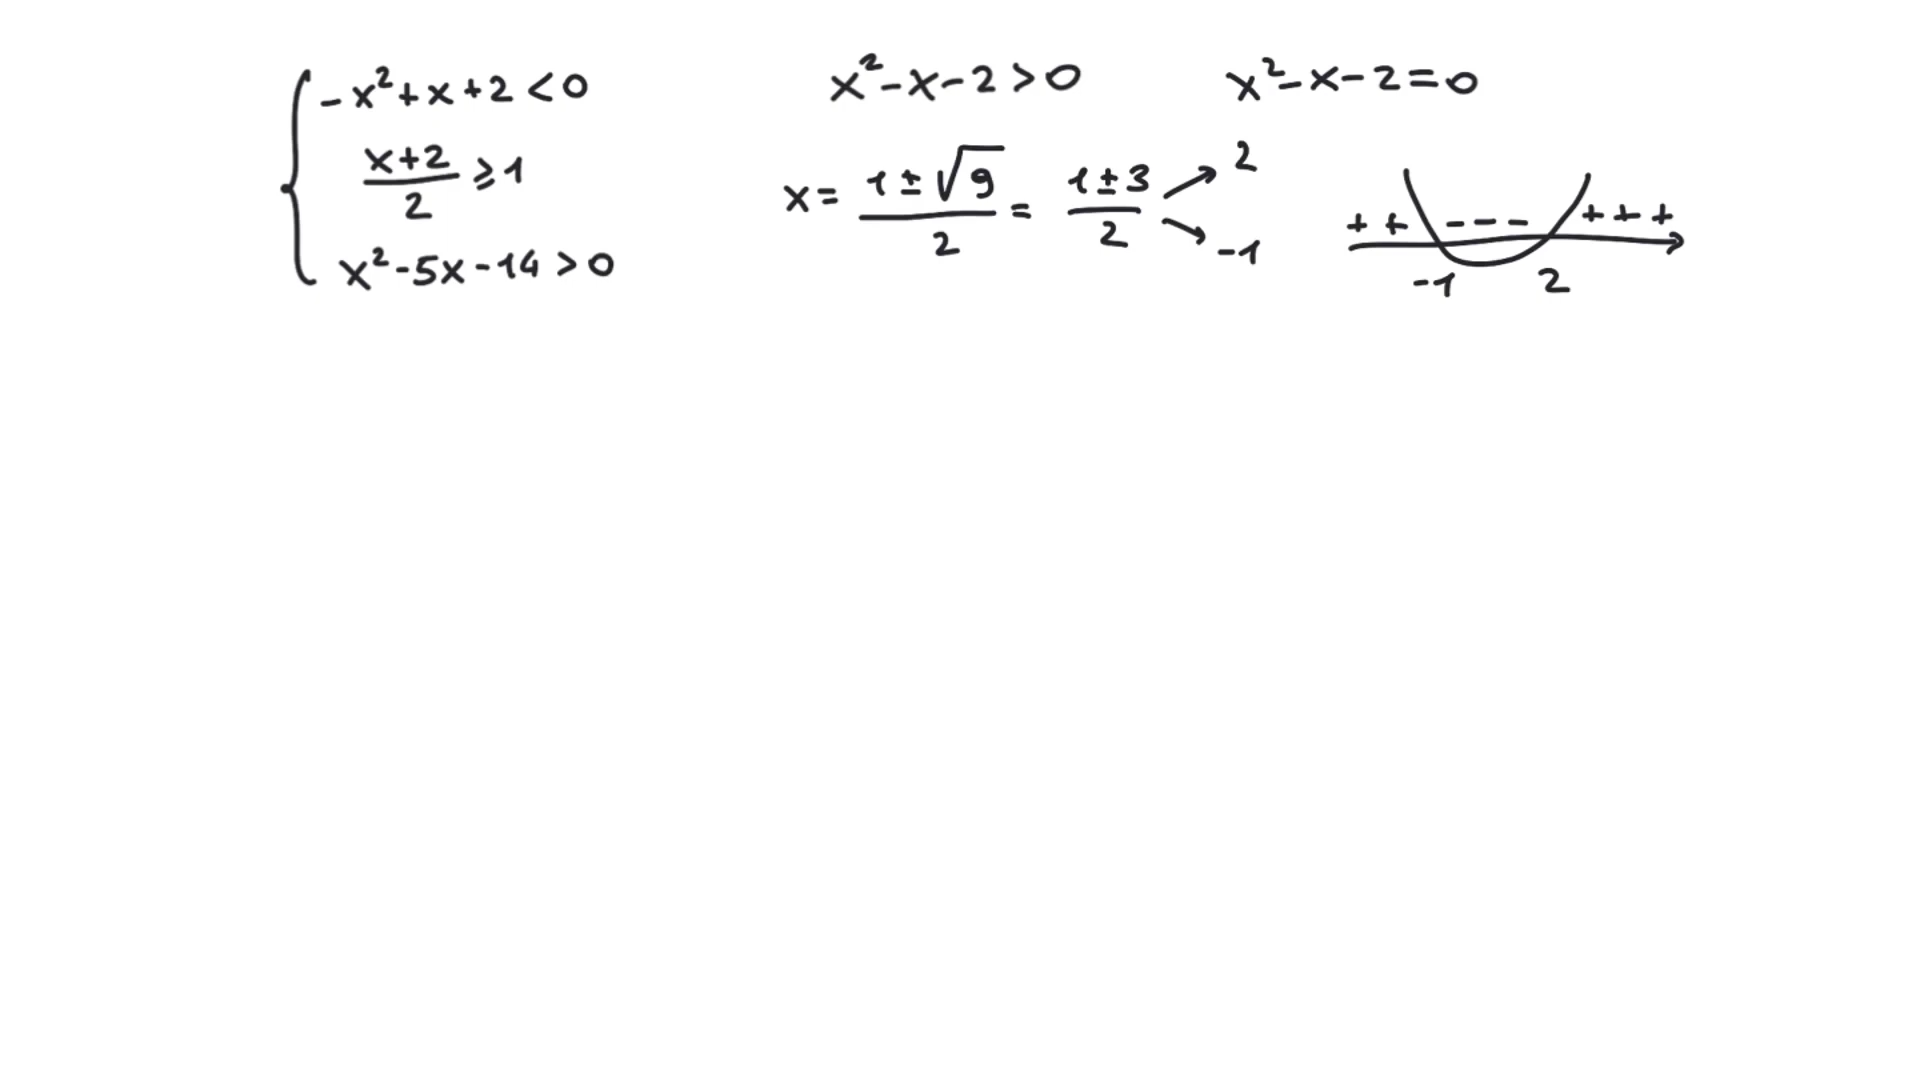 -x²+x+2<0
x+2/2 ≥1
x²-5x-14>0
x²-x-2>0
x²-x-2=0
x= 1±√9/2 = 1±3/2 → 2
→ -1
++ --- +++
-1 2